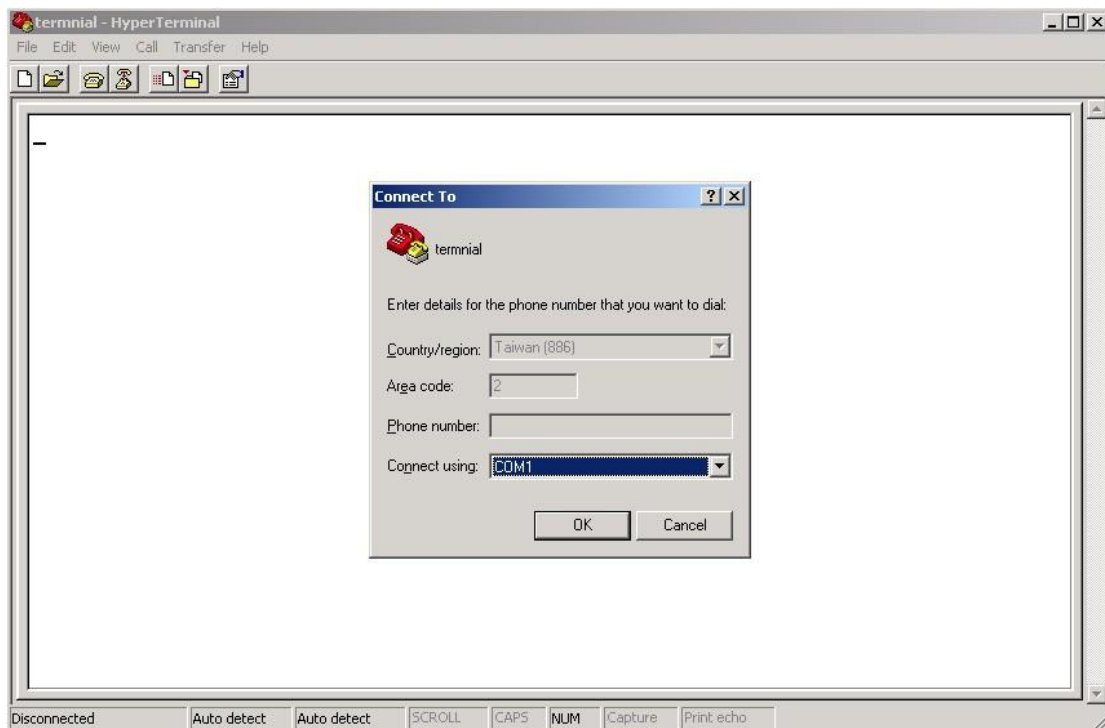 termnial - HyperTerminal
File Edit View Call Transfer Help
Connect To
termnial
Enter details for the phone number that you want to dial:
Country/region: Taiwan (886)
Area code: 2
Phone number:
Connect using: COM1
OK Cancel
Disconnected Auto detect Auto detect SCROLL CAPS NUM Capture Print echo